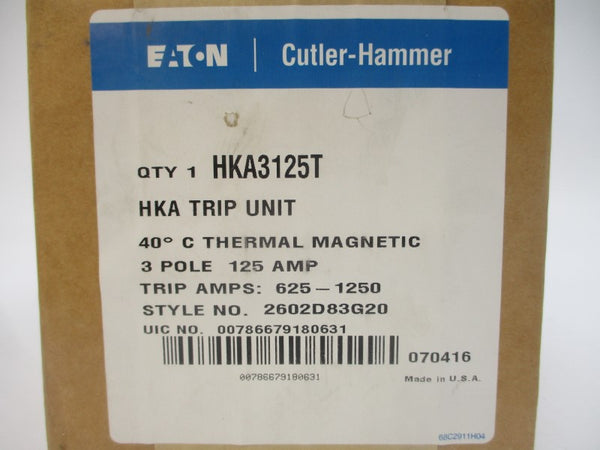 EATON | Cutler-Hammer
QTY 1 HKA3125T
HKA TRIP UNIT
40° C THERMAL MAGNETIC
3 POLE 125 AMP
TRIP AMPS: 625 – 1250
STYLE NO. 2602D83G20
UIC NO. 00786679180631
070416
00786679180631
Made in U.S.A.
68C2911H04